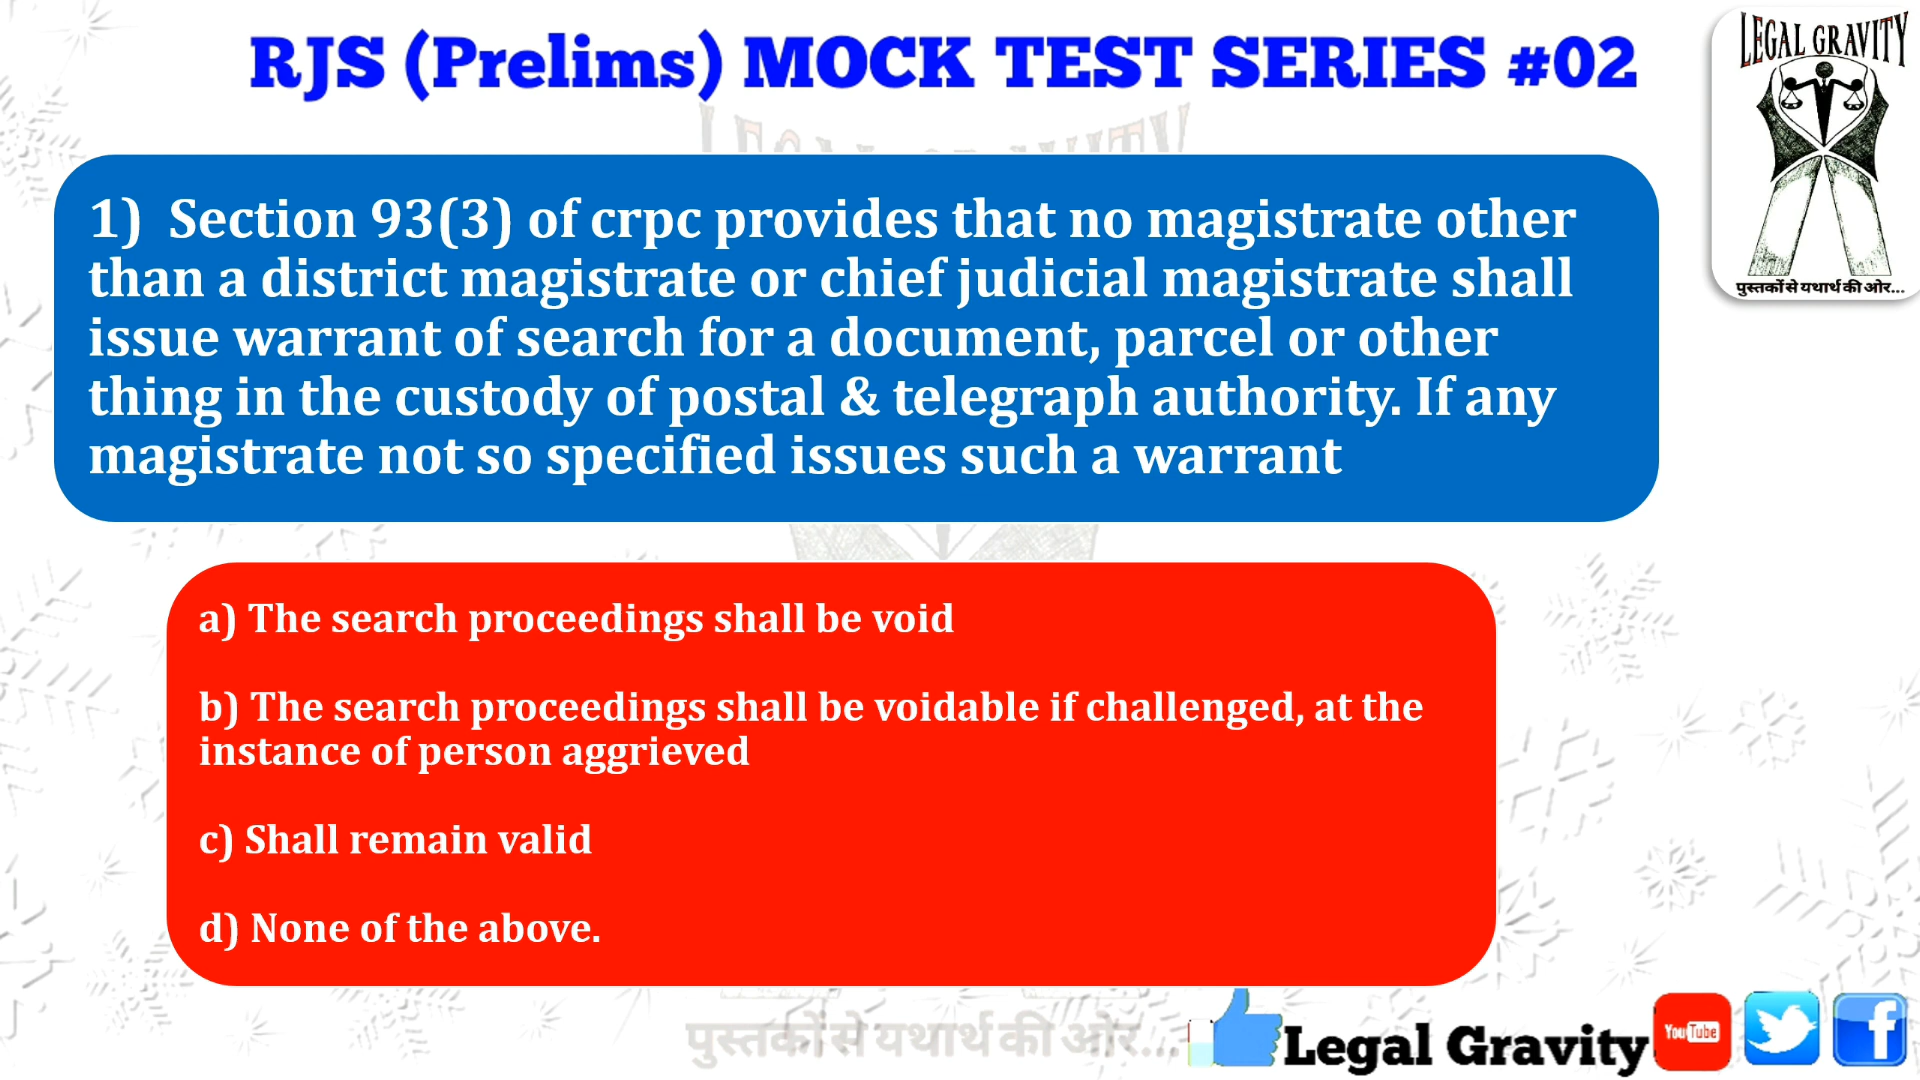 RJS (Prelims) MOCK TEST SERIES #02
LEGAL GRAVITY
पुस्तकों से यथार्थ की ओर...
LEGAL GRAVITY
1) Section 93(3) of crpc provides that no magistrate other
than a district magistrate or chief judicial magistrate shall
issue warrant of search for a document, parcel or other
thing in the custody of postal & telegraph authority. If any
magistrate not so specified issues such a warrant
a) The search proceedings shall be void
b) The search proceedings shall be voidable if challenged, at the
instance of person aggrieved
c) Shall remain valid
d) None of the above.
पुस्तकों से यथार्थ की ओर...
Legal Gravity
YouTube